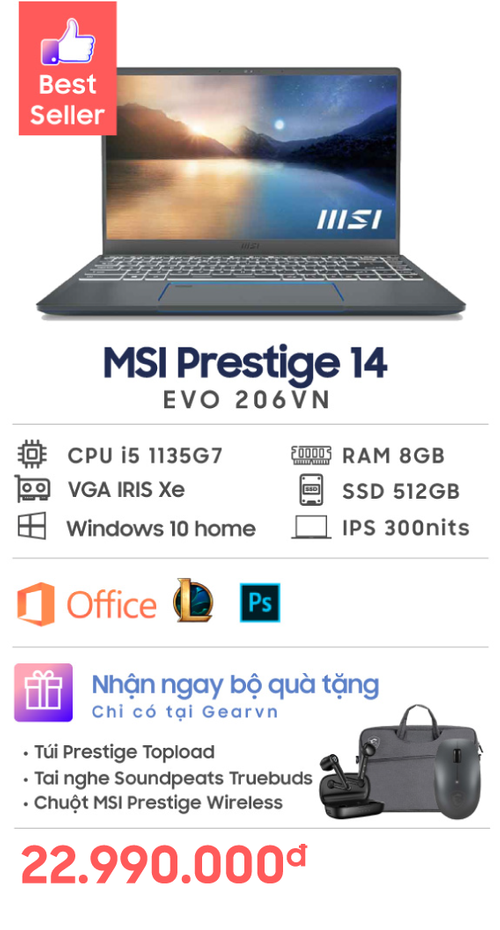 Best
Seller
msi
msi
MSI Prestige 14
EVO 206VN
CPU i5 1135G7
RAM 8GB
VGA IRIS Xe
SSD
SSD 512GB
Windows 10 home
IPS 300nits
Office
L
Ps
Nhận ngay bộ quà tặng
Chỉ có tại Gearvn
• Túi Prestige Topload
• Tai nghe Soundpeats Truebuds
• Chuột MSI Prestige Wireless
22.990.000đ